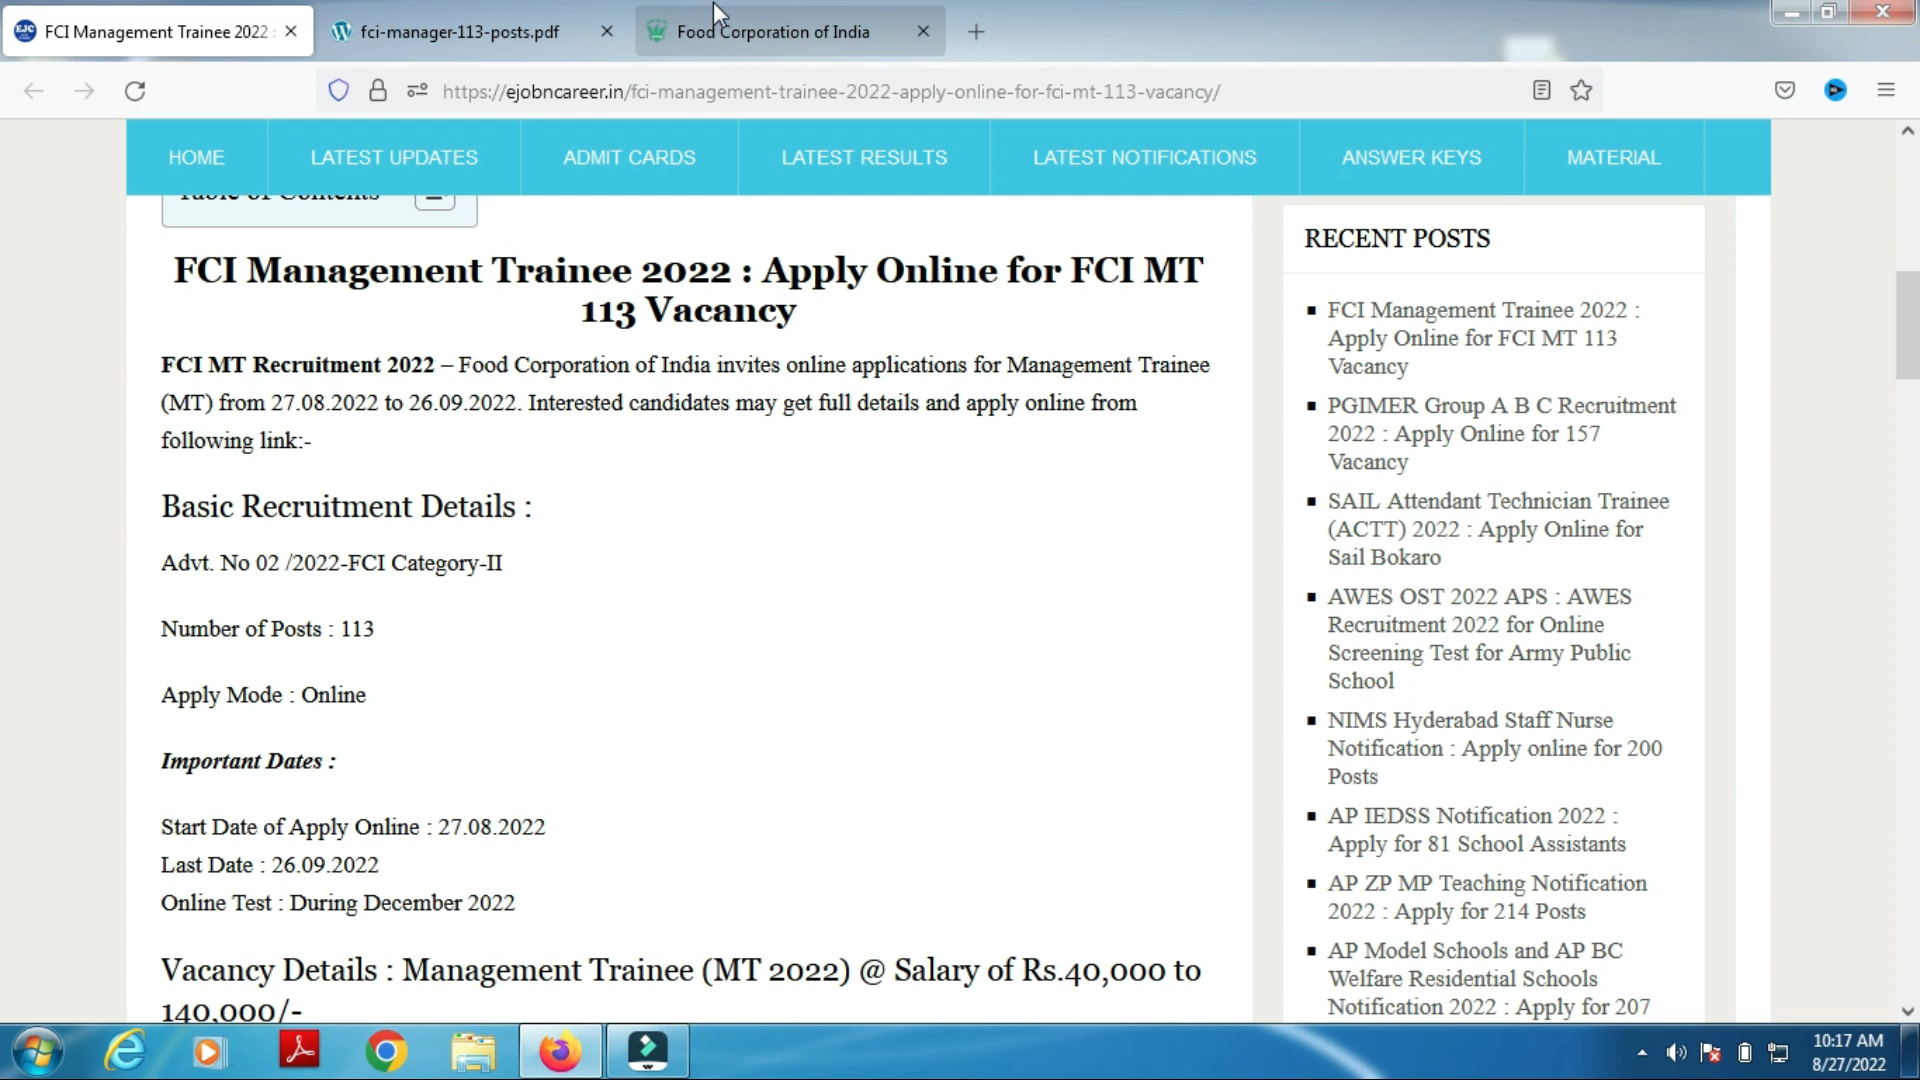 FCI Management Trainee 2022 :
fci-manager-113-posts.pdf
Food Corporation of India
https://ejobncareer.in/fci-management-trainee-2022-apply-online-for-fci-mt-113-vacancy/
HOME
LATEST UPDATES
ADMIT CARDS
LATEST RESULTS
LATEST NOTIFICATIONS
ANSWER KEYS
MATERIAL
Table of Contents
FCI Management Trainee 2022 : Apply Online for FCI MT
113 Vacancy
FCI MT Recruitment 2022 – Food Corporation of India invites online applications for Management Trainee
(MT) from 27.08.2022 to 26.09.2022. Interested candidates may get full details and apply online from
following link:-
Basic Recruitment Details :
Advt. No 02 /2022-FCI Category-II
Number of Posts : 113
Apply Mode : Online
Important Dates :
Start Date of Apply Online : 27.08.2022
Last Date : 26.09.2022
Online Test : During December 2022
Vacancy Details : Management Trainee (MT 2022) @ Salary of Rs.40,000 to
140,000/-
RECENT POSTS
FCI Management Trainee 2022 :
Apply Online for FCI MT 113
Vacancy
PGIMER Group A B C Recruitment
2022 : Apply Online for 157
Vacancy
SAIL Attendant Technician Trainee
(ACTT) 2022 : Apply Online for
Sail Bokaro
AWES OST 2022 APS : AWES
Recruitment 2022 for Online
Screening Test for Army Public
School
NIMS Hyderabad Staff Nurse
Notification : Apply online for 200
Posts
AP IEDSS Notification 2022 :
Apply for 81 School Assistants
AP ZP MP Teaching Notification
2022 : Apply for 214 Posts
AP Model Schools and AP BC
Welfare Residential Schools
Notification 2022 : Apply for 207
10:17 AM
8/27/2022